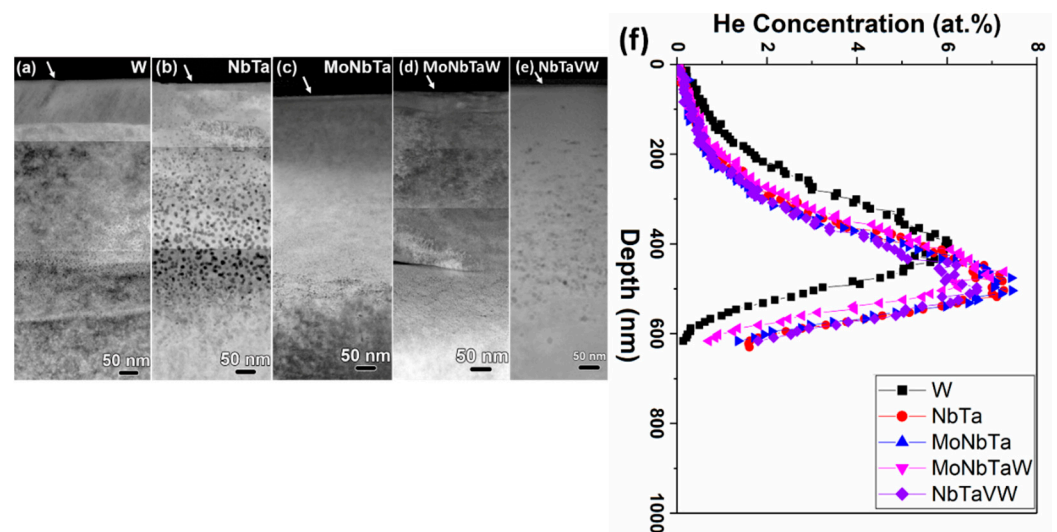 (a) W
(b) NbTa
(c) MoNbTa
(d) MoNbTaW
(e) NbTaVW
50 nm
50 nm
50 nm
50 nm
50 nm
(f)
He Concentration (at.%)
0 2 4 6 8
Depth (nm)
0
200
400
600
800
1000
W
NbTa
MoNbTa
MoNbTaW
NbTaVW